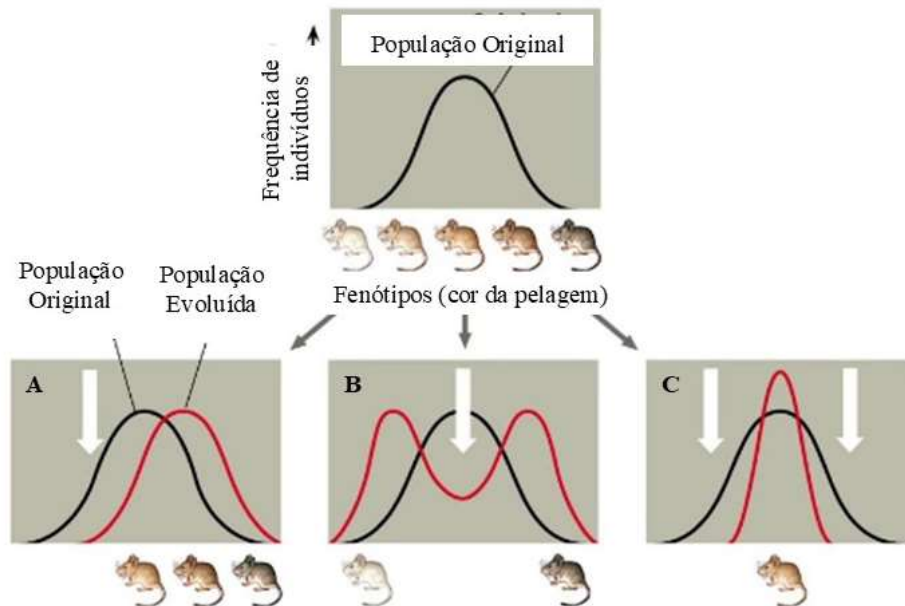 População Original
Frequência de
indivíduos
População
Original
População
Evoluída
Fenótipos (cor da pelagem)
A
B
C